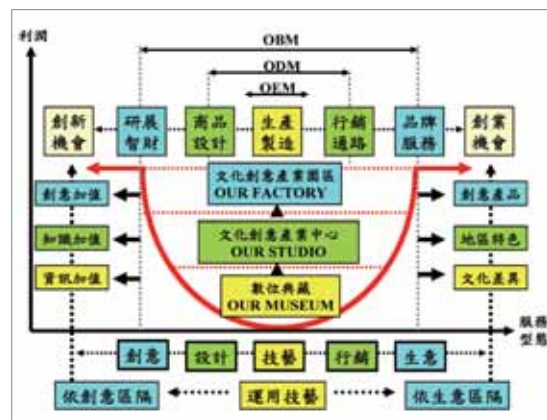 利潤
OBM
ODM
OEM
創新
機會
研展
智財
商品
設計
生產
製造
行銷
通路
品牌
服務
創業
機會
文化創意產業園區
OUR FACTORY
創意加值
創意產品
文化創意產業中心
OUR STUDIO
知識加值
地區特色
數位典藏
OUR MUSEUM
資訊加值
文化差異
服務
型態
創意
設計
技藝
行銷
生意
依創意區隔
運用技藝
依生意區隔